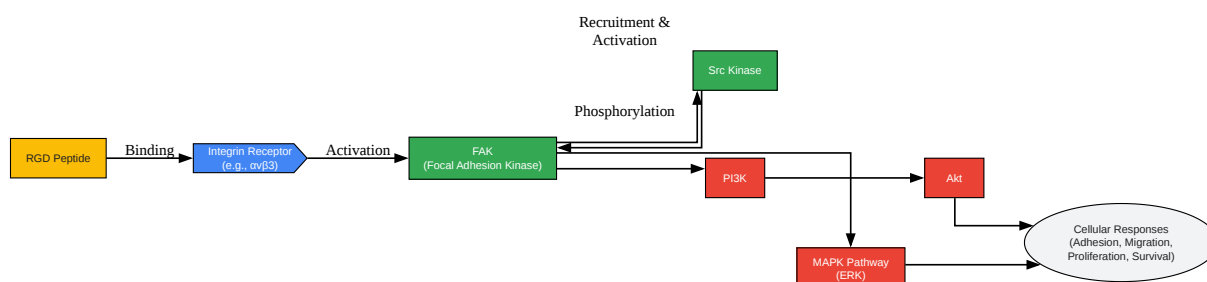 Recruitment &
Activation
Src Kinase
Phosphorylation
RGD Peptide
Binding
Integrin Receptor
(e.g., αvβ3)
Activation
FAK
(Focal Adhesion Kinase)
PI3K
Akt
Cellular Responses
(Adhesion, Migration,
Proliferation, Survival)
MAPK Pathway
(ERK)